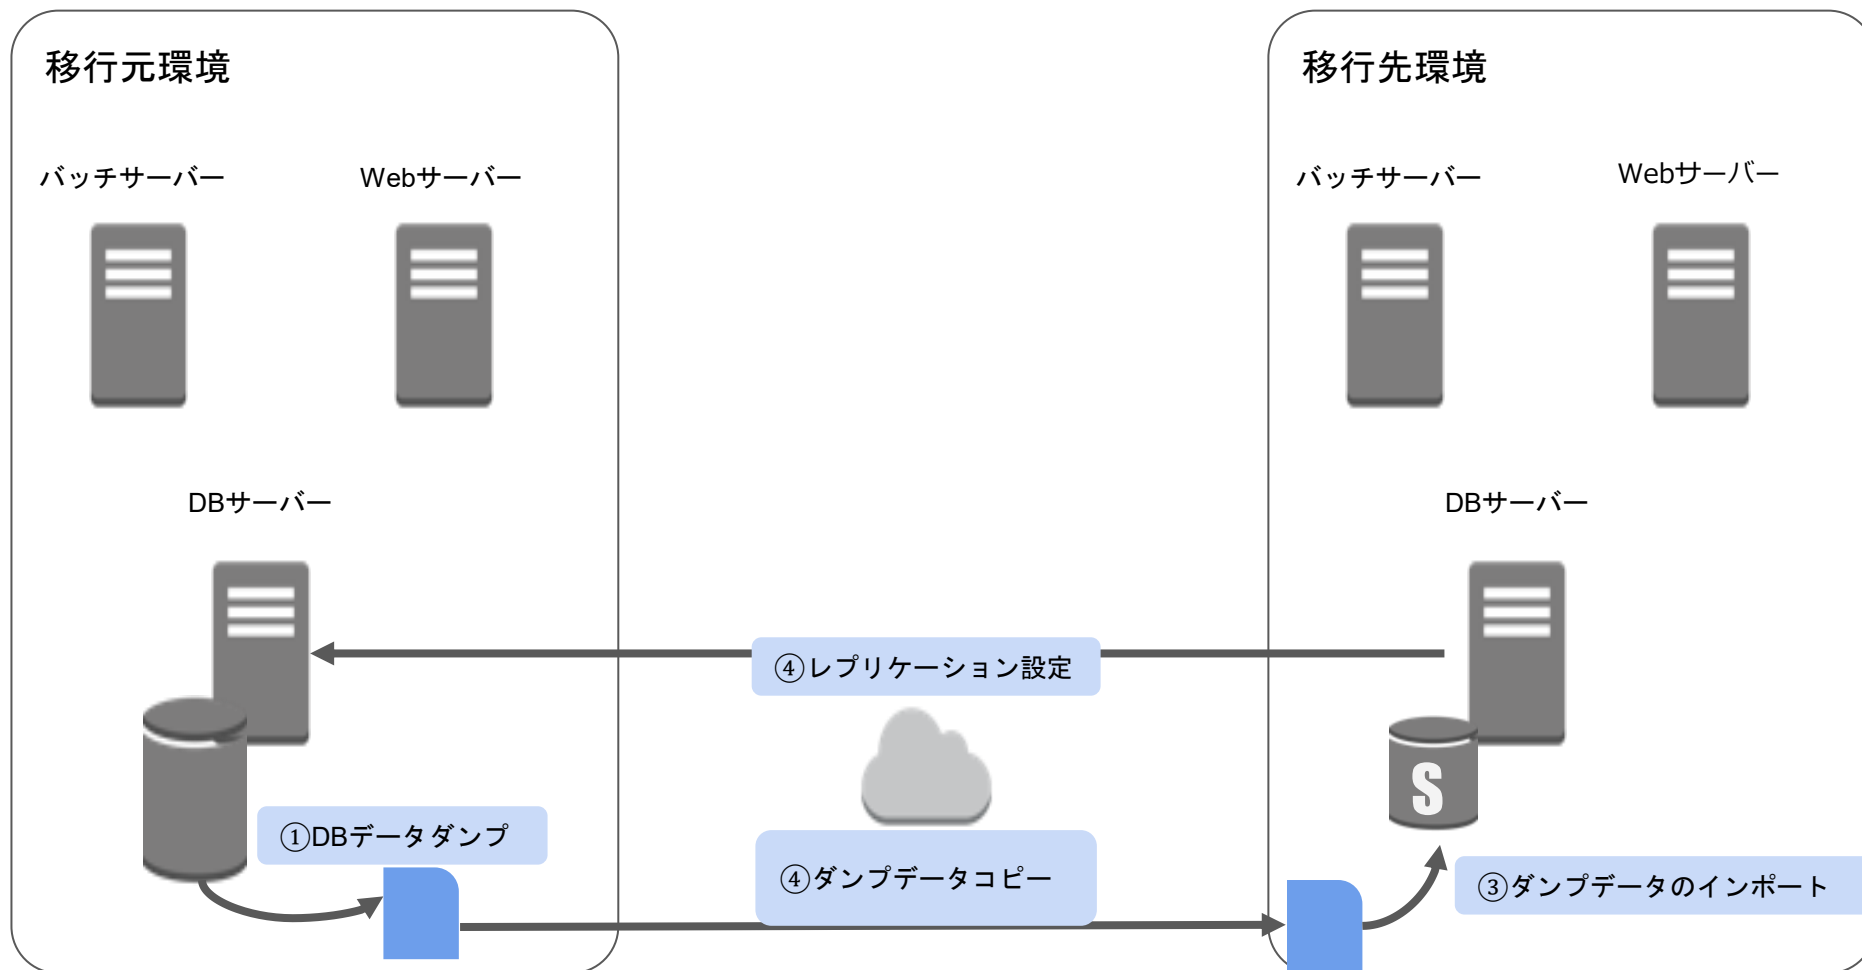 移行元環境
移行先環境
バッチサーバー
Webサーバー
バッチサーバー
Webサーバー
DBサーバー
DBサーバー
④レプリケーション設定
S
①DBデータダンプ
④ダンプデータコピー
③ダンプデータのインポート